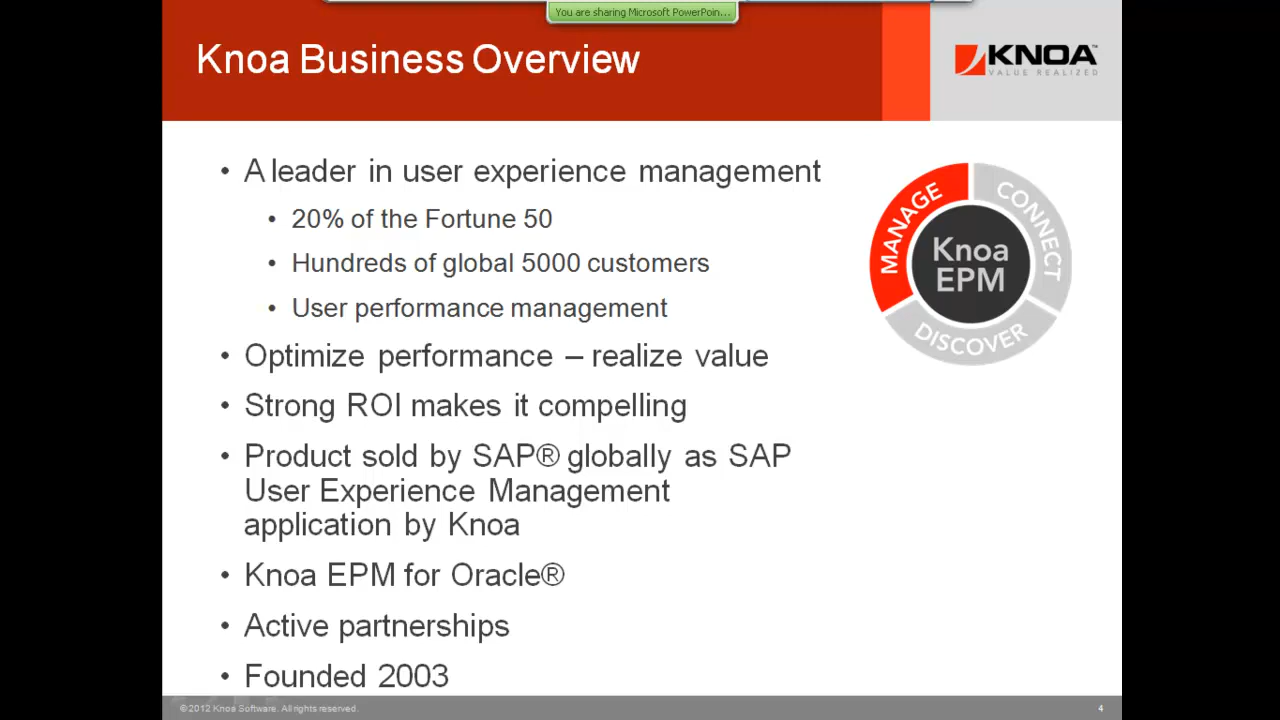 You are sharing Microsoft PowerPoin...
Knoa Business Overview
KNOA™
VALUE REALIZED
• A leader in user experience management
• 20% of the Fortune 50
• Hundreds of global 5000 customers
• User performance management
• Optimize performance – realize value
• Strong ROI makes it compelling
• Product sold by SAP® globally as SAP
User Experience Management
application by Knoa
• Knoa EPM for Oracle®
• Active partnerships
• Founded 2003
MANAGE
CONNECT
DISCOVER
Knoa
EPM
© 2012 Knoa Software. All rights reserved.
4